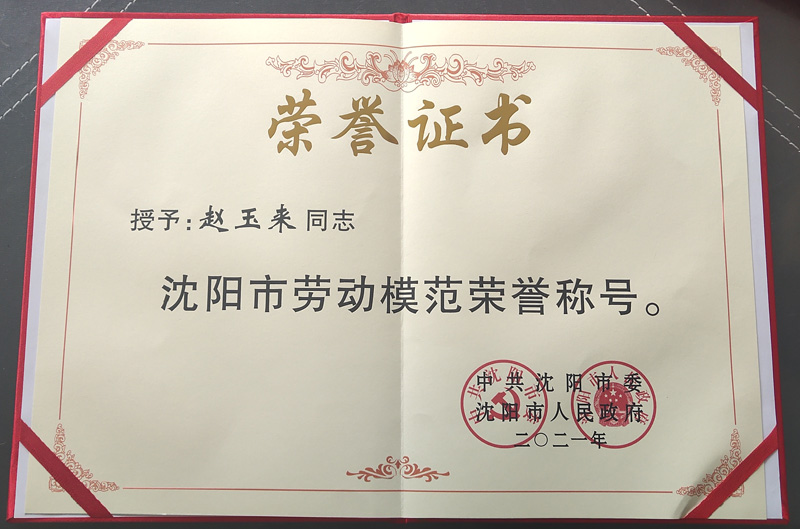 荣誉证书
授予:赵玉来同志
沈阳市劳动模范荣誉称号。
中共沈阳市委
沈阳市人民政府
二〇二一年